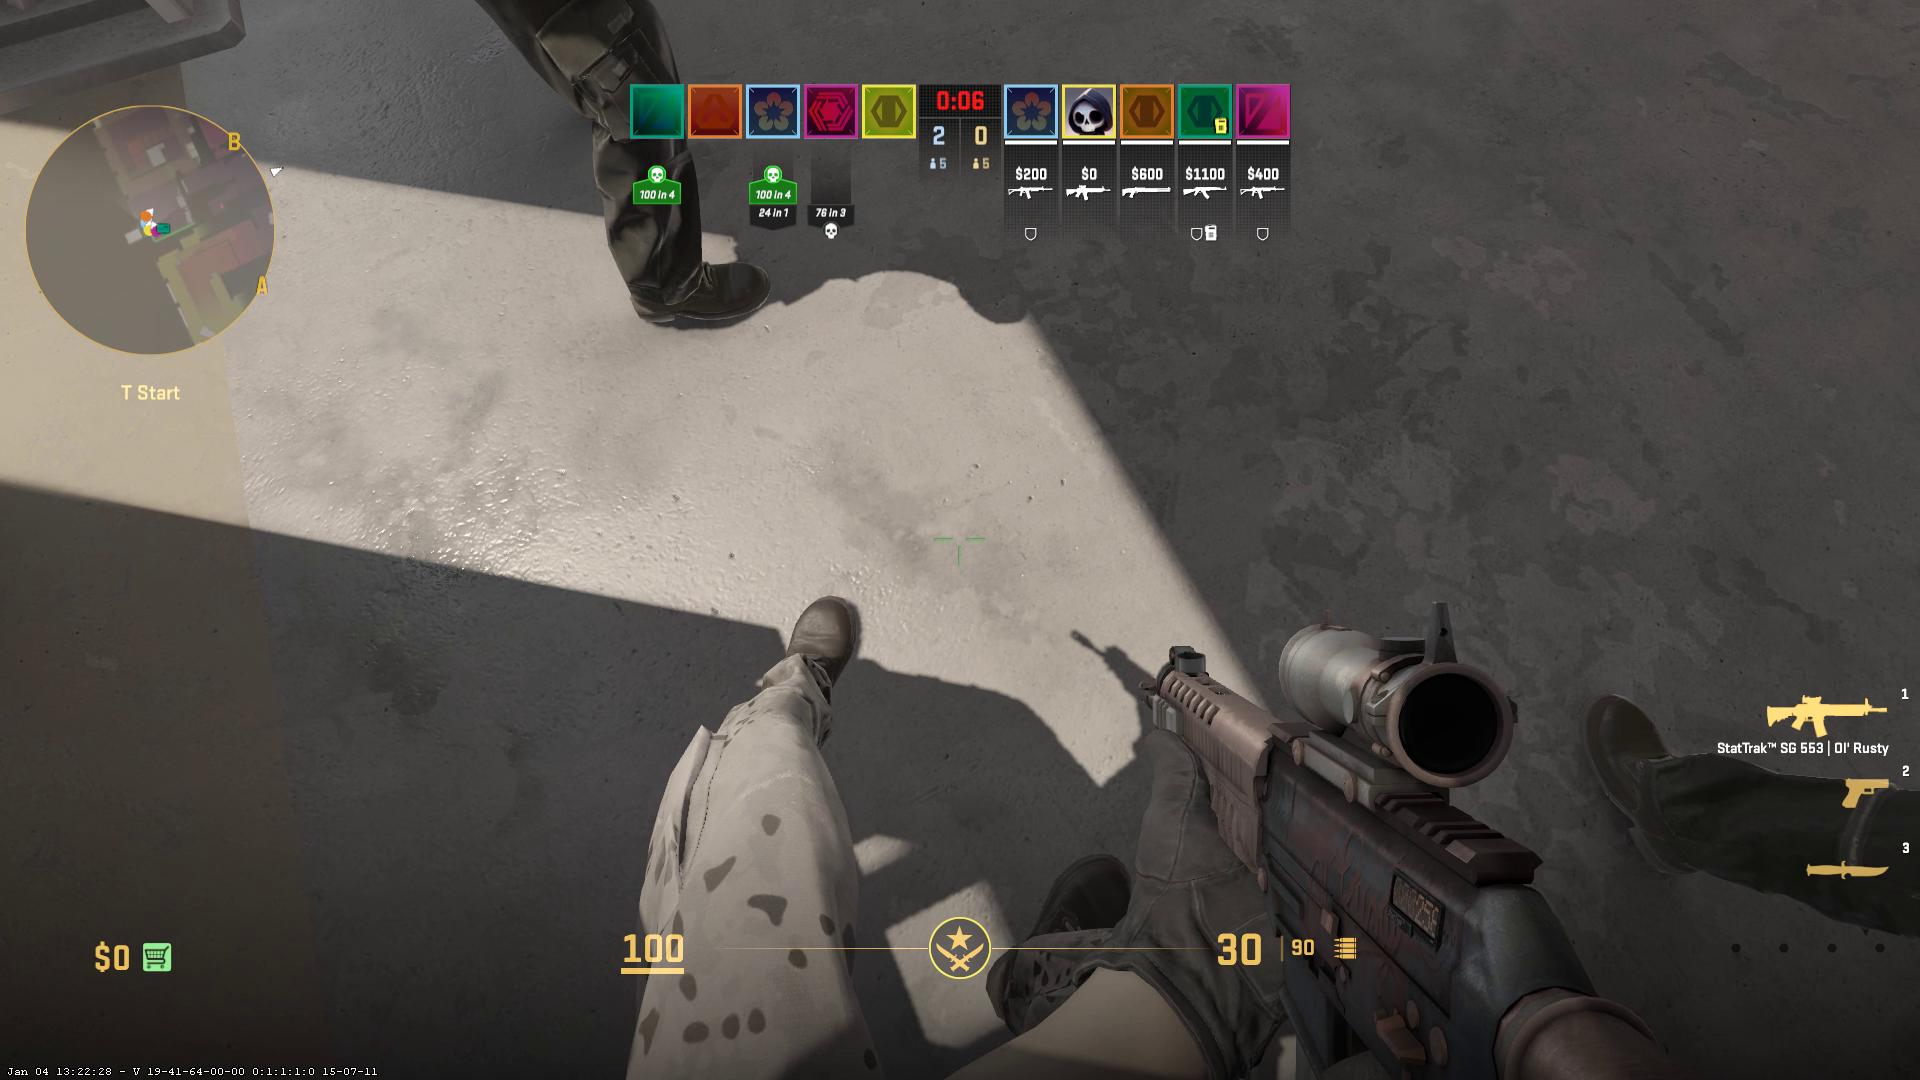 0:06
2 0
5 5
$200 $0 $600 $1100 $400
100 in 4 100 in 4
24 in 1 76 in 3
B
A
T Start
1
StatTrak™ SG 553 | Ol' Rusty
2
3
$0
100
30 | 90
Jan 04 13:22:28 - V 19-41-64-00-00 0:1:1:1:0 15-07-11